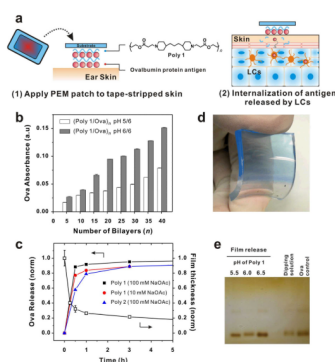 a
Substrate
Poly 1
Ovalbumin protein antigen
Ear Skin
Skin
LCs
(1) Apply PEM patch to tape-stripped skin
(2) Internalization of antigen
released by LCs
b
Ova Absorbance (a.u)
(Poly 1/Ova)n pH 5/6
(Poly 1/Ova)n pH 6/6
0.15
0.10
0.05
0.00
0 5 10 15 20 25 30 35 40
Number of Bilayers (n)
c
Ova Release (norm)
Film thickness (norm)
1.0
0.8
0.6
0.4
0.2
0.0
1.0
0.8
0.6
0.4
0.2
0.0
Poly 1 (100 mM NaOAc)
Poly 1 (10 mM NaOAc)
Poly 2 (100 mM NaOAc)
0 1 2 3 4 5
Time (h)
d
e
Film release
pH of Poly 1
5.5 6.0 6.5
Dipping
solution
Ova
control